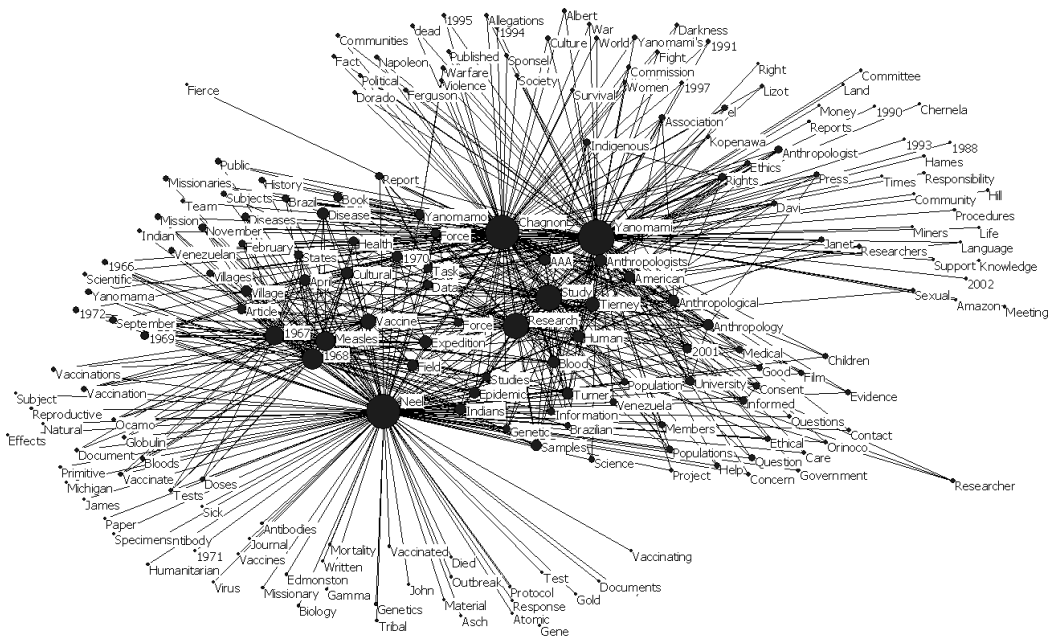 1995
Allegations
Albert
dead
1994
War
Darkness
Communities
Published
Culture
World
Yanomami's
1991
Fact
Napoleon
Sponsel
Fight
Political
Warfare
Society
Commission
Right
Committee
Fierce
Violence
Women
Dorado
Ferguson
Survival
1997
Lizot
Land
el
Money
1990
Chernela
Association
Reports
Indigenous
Kopenawa
1993
1988
Public
Anthropologist
Hames
Ethics
Missionaries
History
Report
Rights
Press
Times
Responsibility
Subjects
Brazil
Book
Hill
Team
Community
Davi
Mission
Diseases
Disease
Yanomamo
Procedures
November
Chagnon
Yanomami
Miners
Life
Indian
Force
February
Health
Janet
Language
Venezuelan
States
1970
AAA
Anthropologists
Researchers
1966
Task
Support
Knowledge
Scientific
Villages
April
Cultural
American
Data
2002
Yanomama
Village
Study
Sexual
Anthropological
Tierney
Amazon
Meeting
1972
Article
September
Vaccine
Force
Research
Anthropology
1969
1967
Measles
Expedition
Human
2001
Medical
1968
Children
Field
Blood
Good
Film
Vaccinations
Studies
Population
University
Consent
Vaccination
Epidemic
Turner
Evidence
Subject
Neel
Venezuela
Informed
Reproductive
Indians
Information
Questions
Natural
Ocamo
Genetic
Brazilian
Members
Contact
Effects
Globulin
Ethical
Orinoco
Document
Samples
Populations
Care
Bloods
Science
Question
Primitive
Vaccinate
Help
Government
Michigan
Doses
Project
Concern
Researcher
James
Tests
Sick
Paper
Antibodies
Specimens
ntibody
Journal
Mortality
Vaccinated
Vaccinating
1971
Vaccines
Died
Humanitarian
Written
Virus
Edmonston
Test
Missionary
Gamma
John
Outbreak
Documents
Protocol
Gold
Biology
Genetics
Material
Response
Tribal
Asch
Atomic
Gene